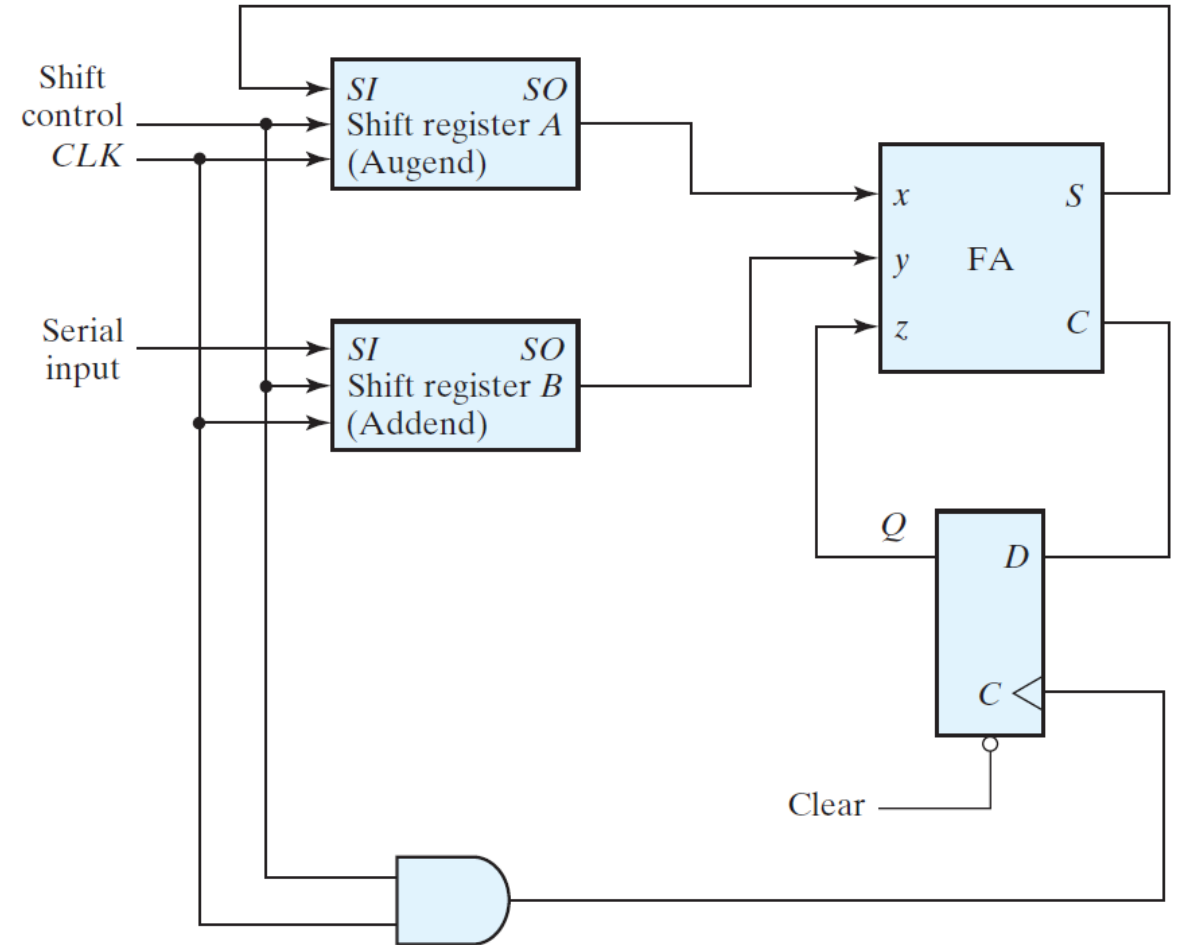 Shift
control
CLK
SI SO
Shift register A
(Augend)
x S
y FA
z C
Serial
input
SI SO
Shift register B
(Addend)
Q
D
C
Clear